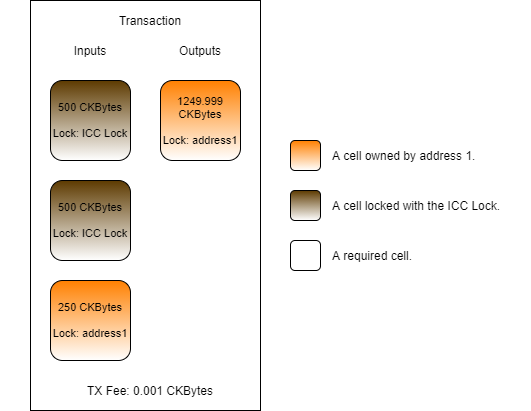 Transaction
Inputs
Outputs
500 CKBytes
Lock: ICC Lock
1249.999
CKBytes
Lock: address1
500 CKBytes
Lock: ICC Lock
250 CKBytes
Lock: address1
TX Fee: 0.001 CKBytes
A cell owned by address 1.
A cell locked with the ICC Lock.
A required cell.